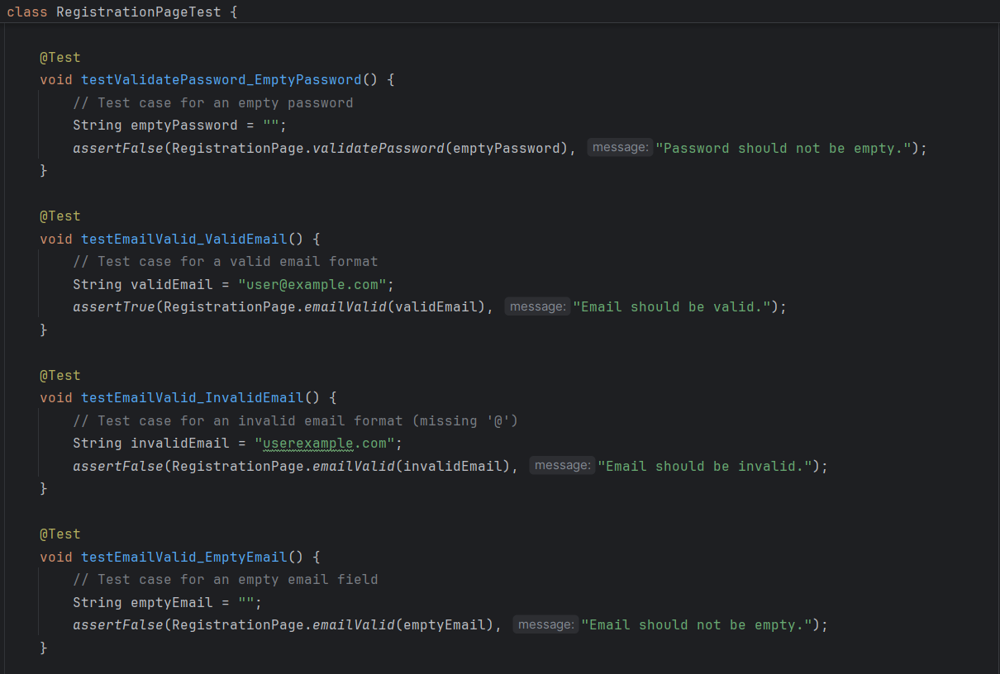 class RegistrationPageTest {
@Test
void testValidatePassword_EmptyPassword() {
// Test case for an empty password
String emptyPassword = "";
assertFalse(RegistrationPage.validatePassword(emptyPassword), message: "Password should not be empty.");
}
@Test
void testEmailValid_ValidEmail() {
// Test case for a valid email format
String validEmail = "user@example.com";
assertTrue(RegistrationPage.emailValid(validEmail), message: "Email should be valid.");
}
@Test
void testEmailValid_InvalidEmail() {
// Test case for an invalid email format (missing '@')
String invalidEmail = "userexample.com";
assertFalse(RegistrationPage.emailValid(invalidEmail), message: "Email should be invalid.");
}
@Test
void testEmailValid_EmptyEmail() {
// Test case for an empty email field
String emptyEmail = "";
assertFalse(RegistrationPage.emailValid(emptyEmail), message: "Email should not be empty.");
}